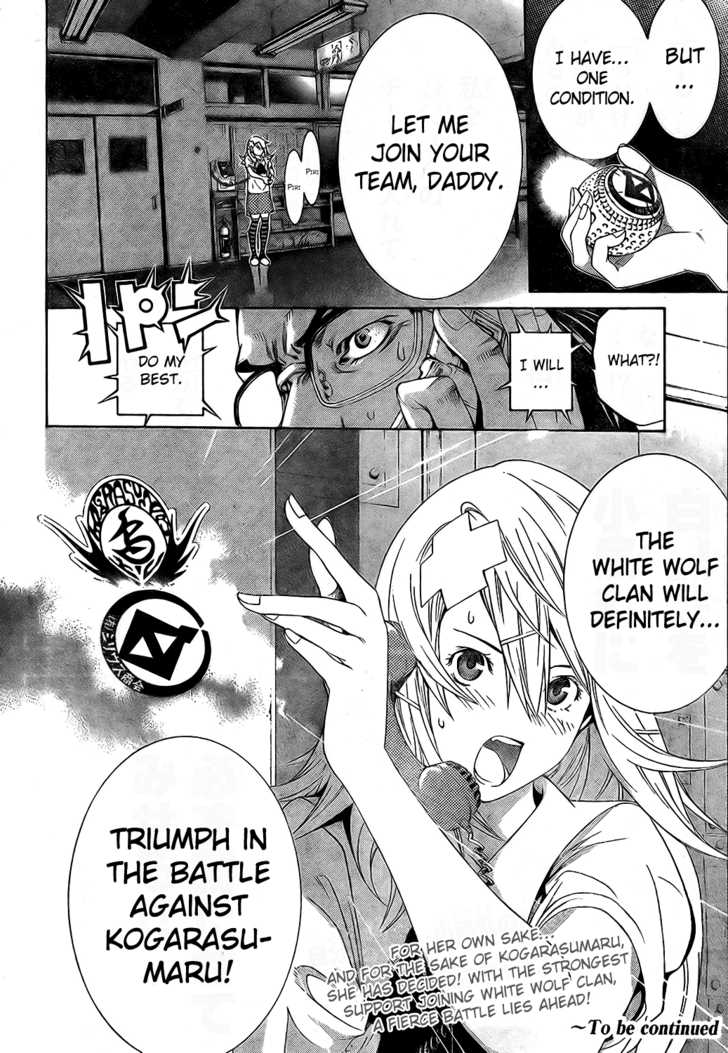 BUT
...
I HAVE...
ONE
CONDITION.
LET ME
JOIN YOUR
TEAM, DADDY.
PIRI
PIRI
WHAT?!
I WILL
...
DO MY
BEST.
THE
WHITE WOLF
CLAN WILL
DEFINITELY...
TRIUMPH IN
THE BATTLE
AGAINST
KOGARASU-
MARU!
FOR HER OWN SAKE...
AND FOR THE SAKE OF KOGARASUMARU,
SHE HAS DECIDED! WITH THE STRONGEST
SUPPORT JOINING WHITE WOLF CLAN,
A FIERCE BATTLE LIES AHEAD!
~To be continued